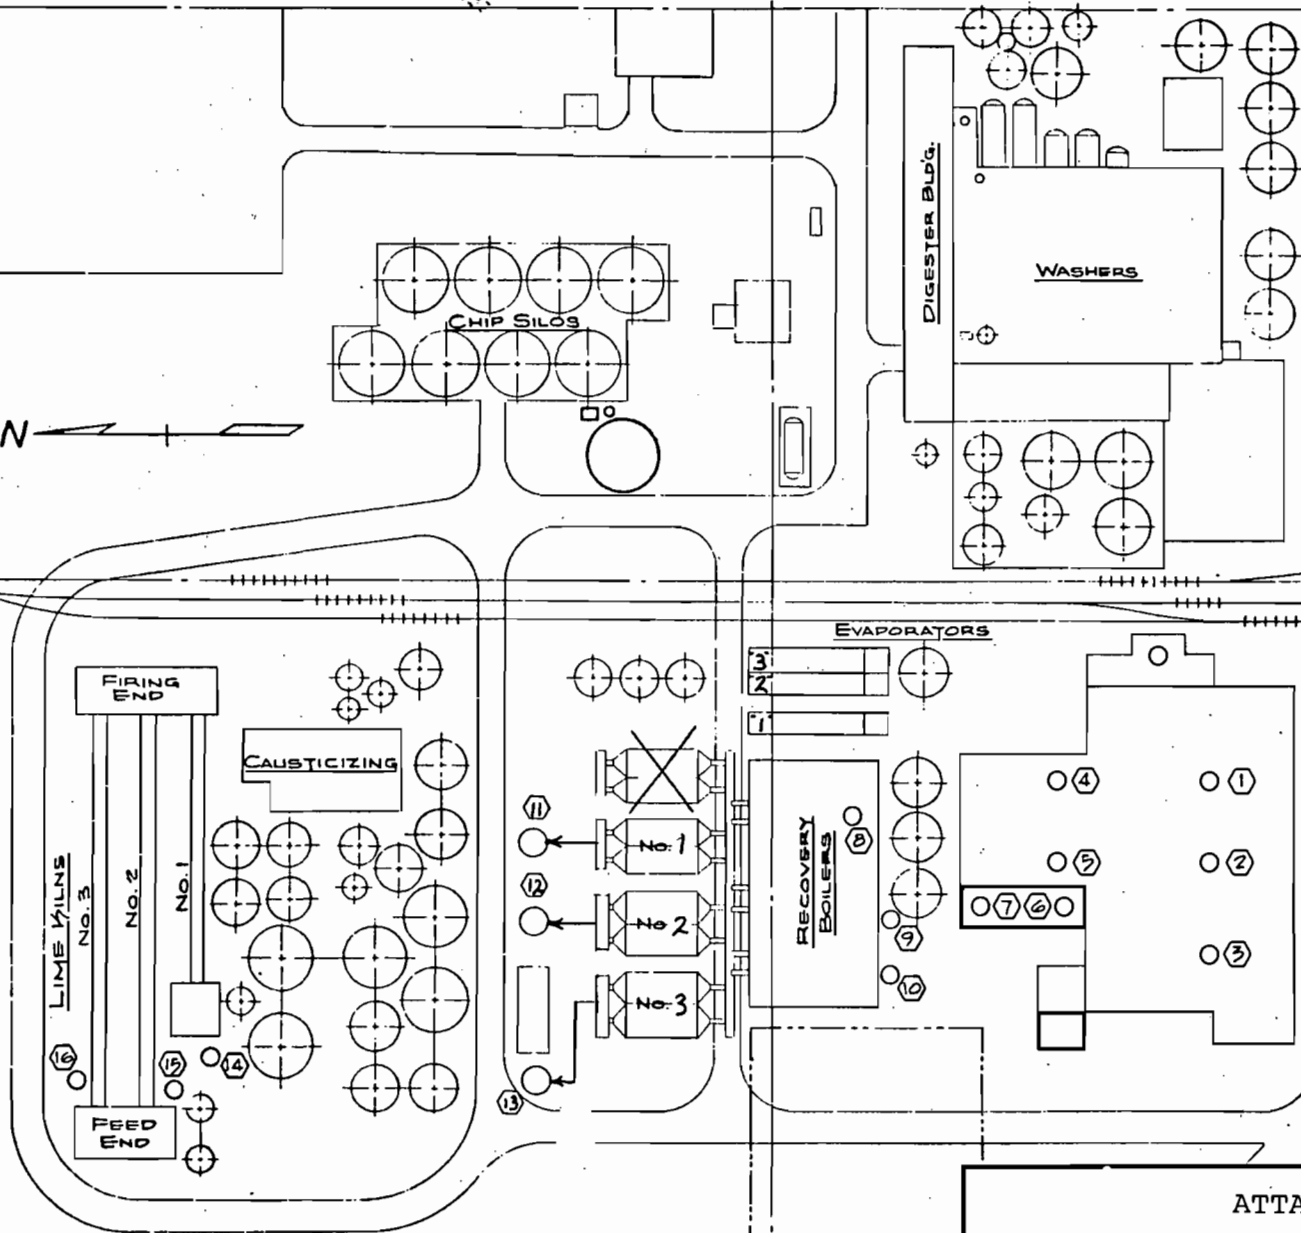 DIGESTER BLD'G.
WASHERS
CHIP SILOS
N
EVAPORATORS
3
2
1
FIRING
END
CAUSTICIZING
LIME KILNS
No. 3
No. 2
No. 1
11
No. 1
12
No 2
No. 3
13
RECOVERY
BOILERS
8
9
10
4
1
5
2
7
6
3
16
15
14
FEED
END
ATTA